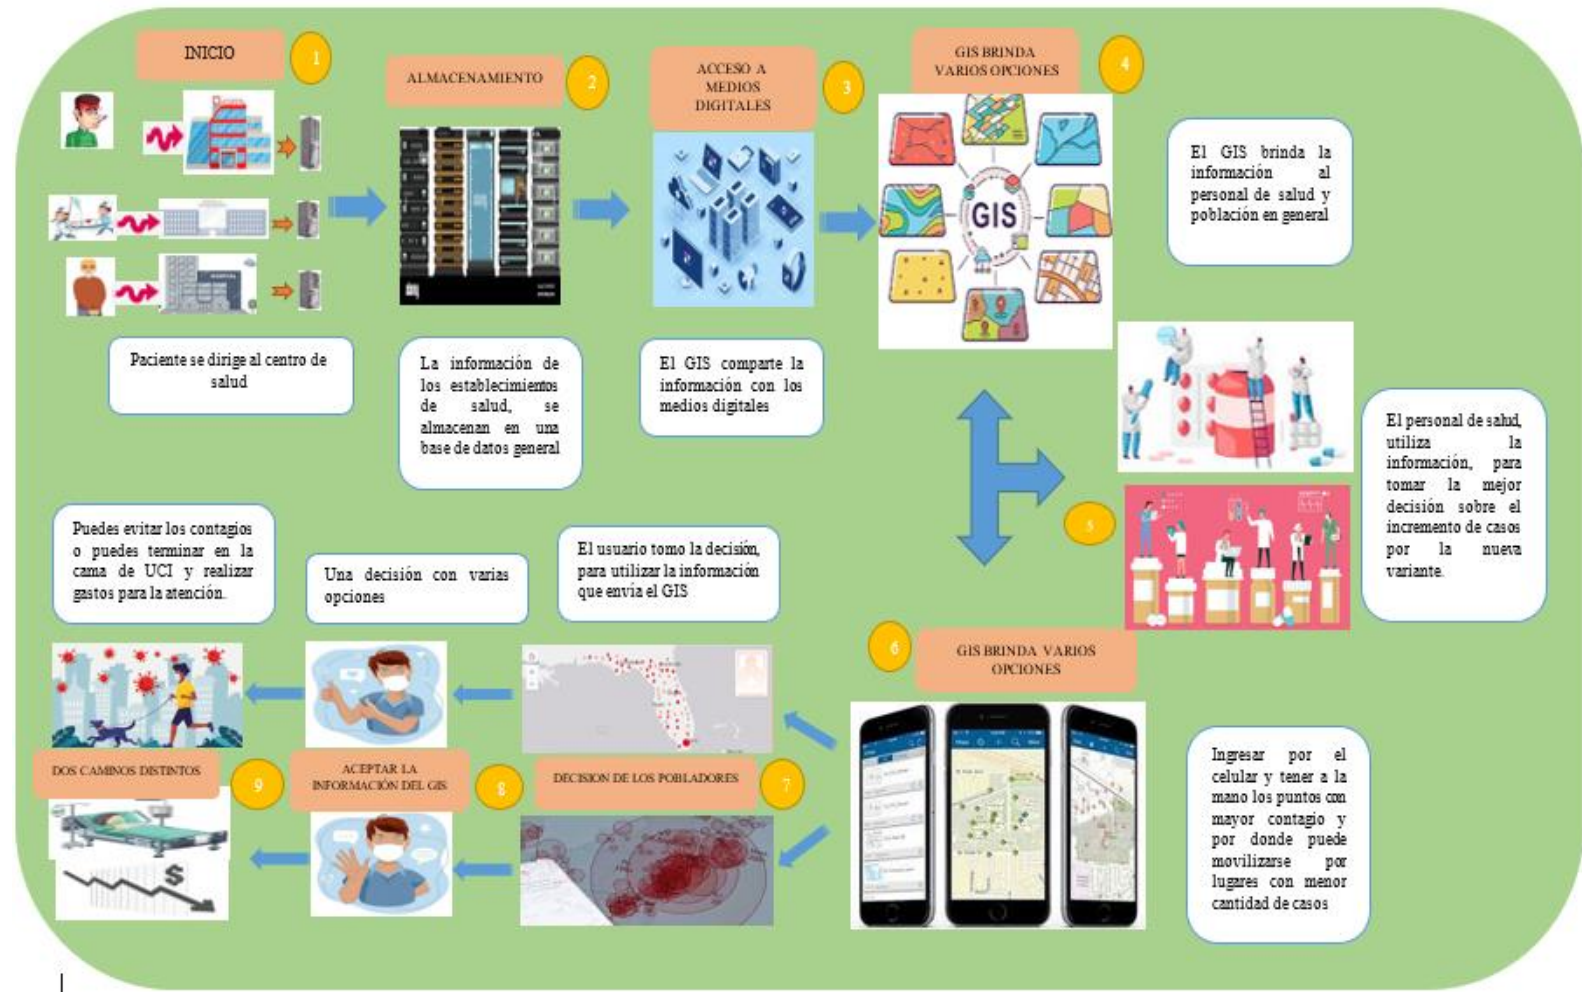 INICIO
1
ALMACENAMIENTO
2
ACCESO A
MEDIOS
DIGITALES
3
GIS BRINDA
VARIOS OPCIONES
4
GIS
HOSPITAL
El GIS brinda la
información al
personal de salud y
población en general
Paciente se dirige al centro de
salud
La información de
los establecimientos
de salud, se
almacenan en una
base de datos general
El GIS comparte la
información con los
medios digitales
El personal de salud,
utiliza la
información, para
tomar la mejor
decisión sobre el
incremento de casos
por la nueva
variante.
5
Puedes evitar los contagios
o puedes terminar en la
cama de UCI y realizar
gastos para la atención.
Una decisión con varias
opciones
El usuario tomo la decisión,
para utilizar la información
que envía el GIS
6
GIS BRINDA VARIOS
OPCIONES
Ingresar por el
celular y tener a la
mano los puntos con
mayor contagio y
por donde puede
movilizarse por
lugares con menor
cantidad de casos
DECISION DE LOS POBLADORES
7
ACEPTAR LA
INFORMACIÓN DEL GIS
8
DOS CAMINOS DISTINTOS
9
$